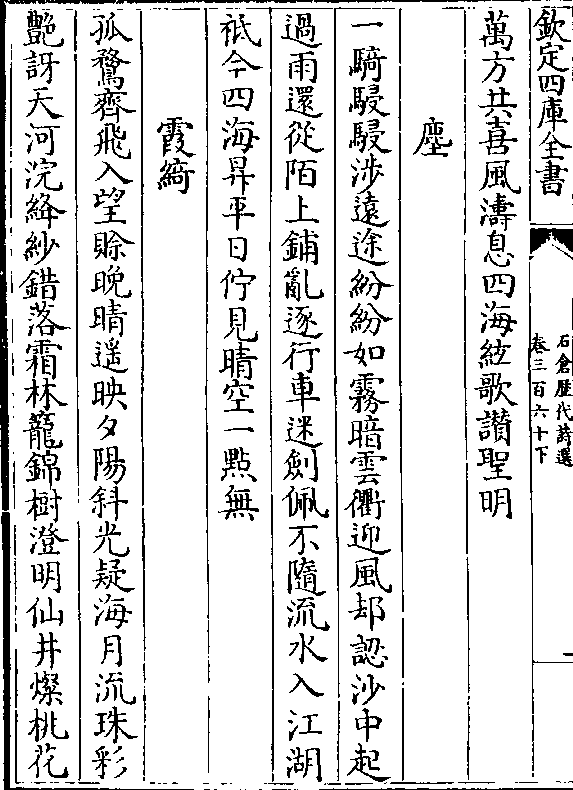 欽定四庫全書
石倉歴代詩選
卷三百六十下
萬方共喜風濤息四海絃歌讃聖明
塵
一騎駸駸涉遠途紛紛如霧暗雲衢迎風却認沙中起
過雨還從陌上鋪亂逐行車迷劍佩不隨流水入江湖
祇今四海昇平日佇見晴空一點無
霞綺
孤鶩齊飛入望賒晩晴遥映夕陽斜光疑海月流珠彩
艶訝天河浣絳紗錯落霜林籠錦樹澄明仙井燦桃花